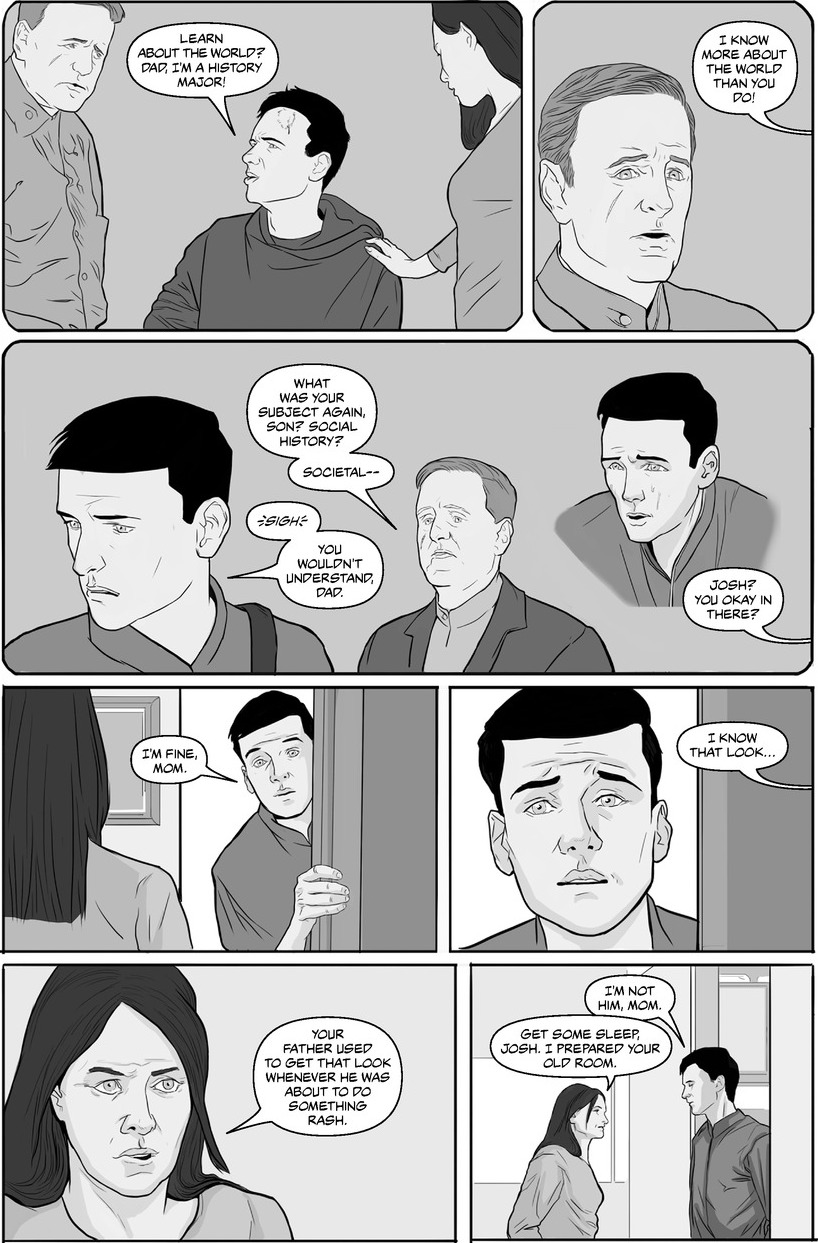 LEARN
ABOUT THE WORLD?
DAD, I'M A HISTORY
MAJOR!
I KNOW
MORE ABOUT
THE WORLD
THAN YOU
DO!
WHAT
WAS YOUR
SUBJECT AGAIN,
SON? SOCIAL
HISTORY?
SOCIETAL--
SIGH
YOU
WOULDN'T
UNDERSTAND,
DAD.
JOSH?
YOU OKAY IN
THERE?
I'M FINE,
MOM.
I KNOW
THAT LOOK...
YOUR
FATHER USED
TO GET THAT LOOK
WHENEVER HE WAS
ABOUT TO DO
SOMETHING
RASH.
I'M NOT
HIM, MOM.
GET SOME SLEEP,
JOSH. I PREPARED YOUR
OLD ROOM.